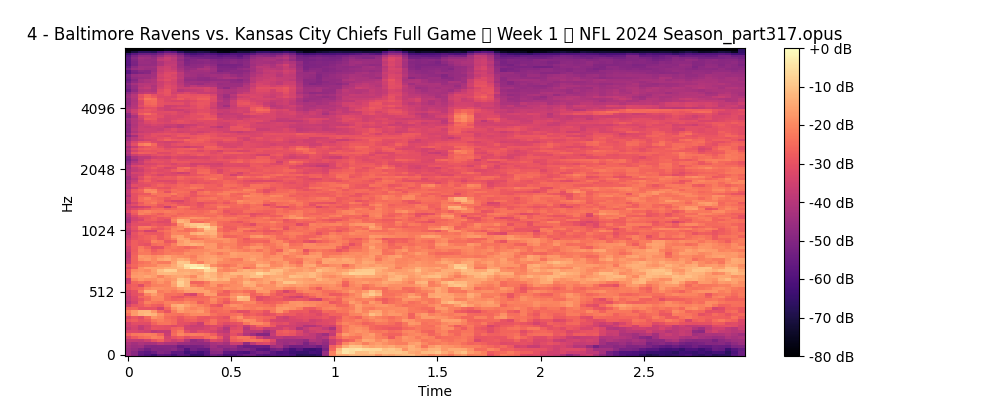 4 - Baltimore Ravens vs. Kansas City Chiefs Full Game ▯ Week 1 ▯ NFL 2024 Season_part317.opus
+0 dB
-10 dB
-20 dB
-30 dB
-40 dB
-50 dB
-60 dB
-70 dB
-80 dB
4096
2048
1024
512
0
Hz
0 0.5 1 1.5 2 2.5
Time